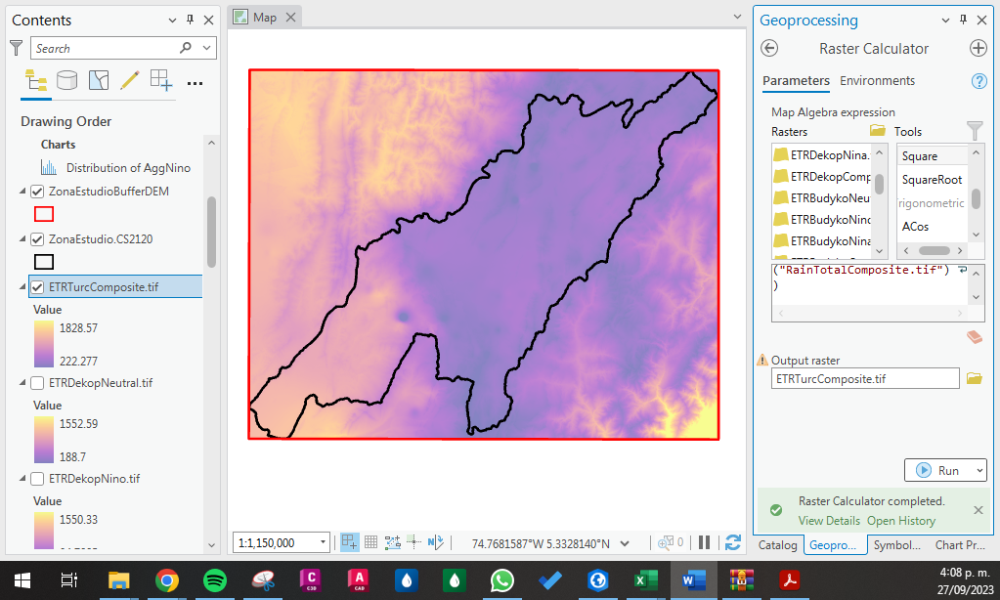 Contents
Search
Drawing Order
Charts
Distribution of AggNino
ZonaEstudioBufferDEM
ZonaEstudio.CS2120
ETRTurcComposite.tif
Value
1828.57
222.277
ETRDekopNeutral.tif
Value
1552.59
188.7
ETRDekopNino.tif
Value
1550.33
Map
1:1,150,000
74.7681587°W 5.3328140°N
0
Geoprocessing
Raster Calculator
Parameters Environments
Map Algebra expression
Rasters
ETRDekopNina.
ETRDekopComp
ETRBudykoNeu
ETRBudykoNino
ETRBudykoNina
Tools
Square
SquareRoot
rigonometric
ACos
("RainTotalComposite.tif")
)
Output raster
ETRTurcComposite.tif
Run
Raster Calculator completed.
View Details Open History
Catalog Geopro... Symbol... Chart Pr...
C
C3D
A
CAD
X
W
4:08 p. m.
27/09/2023